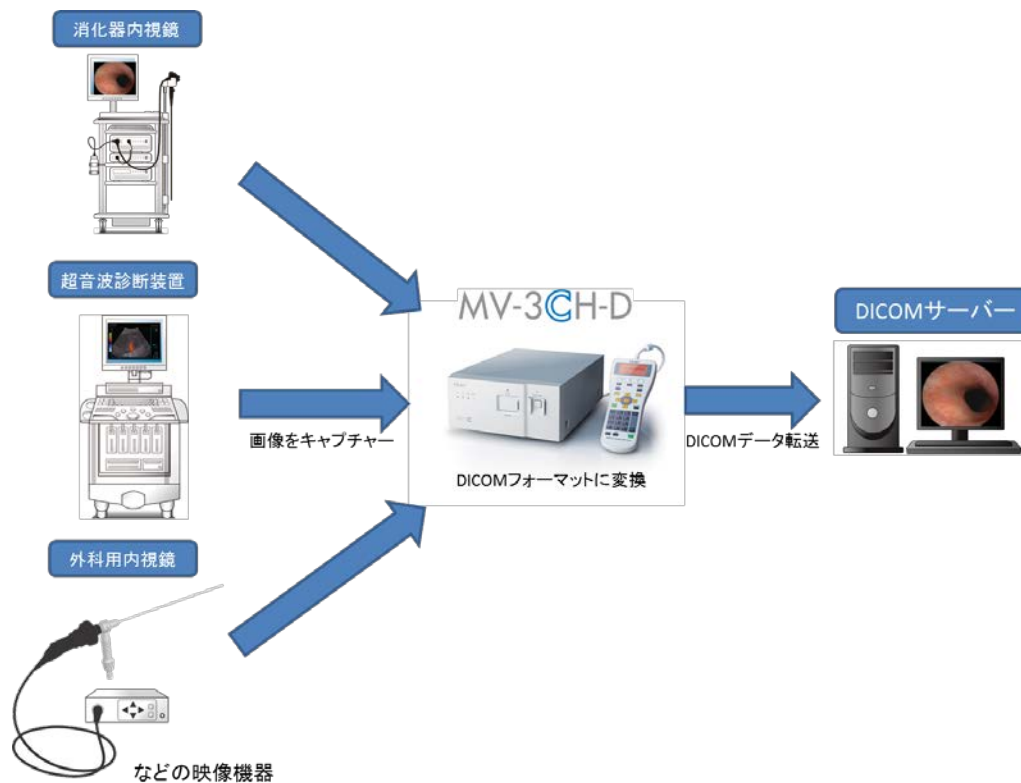 消化器内視鏡
超音波診断装置
画像をキャプチャー
外科用内視鏡
などの映像機器
MV-3CH-D
DICOMフォーマットに変換
DICOMデータ転送
DICOMサーバー